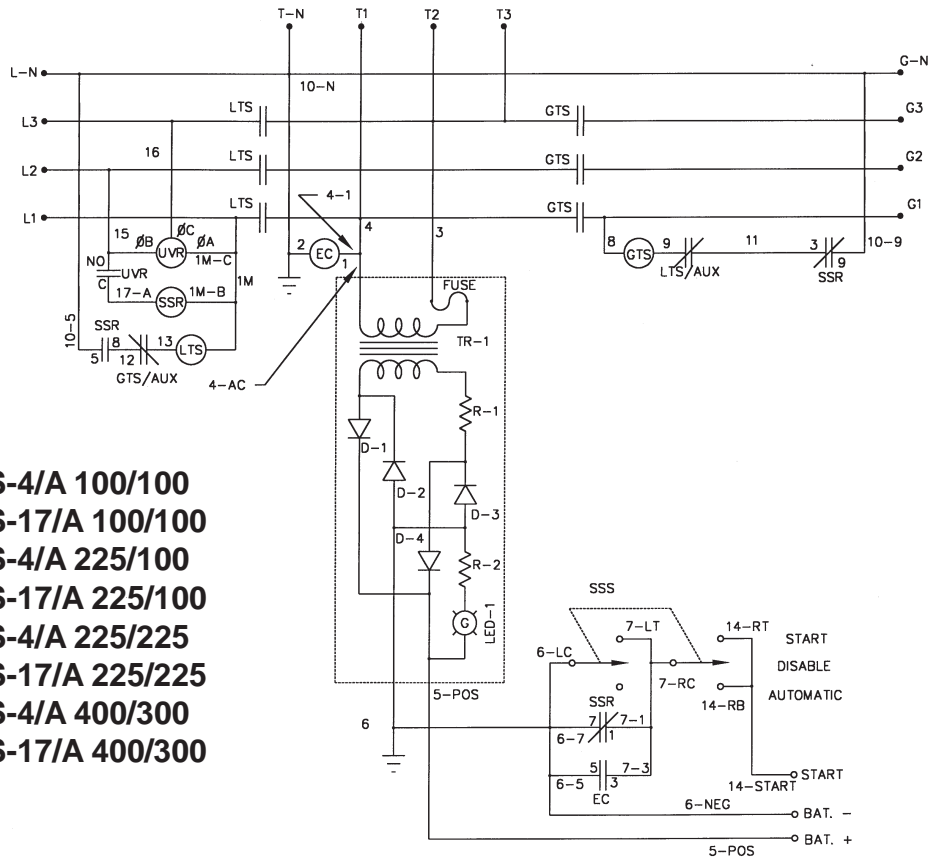 T-N T1 T2 T3
L-N G-N
10-N
L3 LTS GTS G3
16
L2 LTS GTS G2
4-1
L1 LTS GTS G1
15 ØB ØC ØA 4 3
UVR 2 EC 1 8 GTS 9 11 3 10-9
NO 1M-C LTS/AUX 9
UVR SSR
C 1M FUSE
17-A SSR 1M-B
10-5 SSR TR-1
8 13 LTS
5 12
GTS/AUX 4-AC
R-1
D-1
D-2
S-4/A 100/100
S-17/A 100/100 D-3
S-4/A 225/100 D-4
S-17/A 225/100 R-2
SSS
S-4/A 225/225 G LED-1
7-LT 14-RT START
S-17/A 225/225 6-LC DISABLE
7-RC
5-POS AUTOMATIC
S-4/A 400/300 SSR 14-RB
6 7 7-1
S-17/A 400/300 6-7 1
5 7-3 START
6-5 3 14-START
EC 6-NEG
BAT. -
BAT. +
5-POS